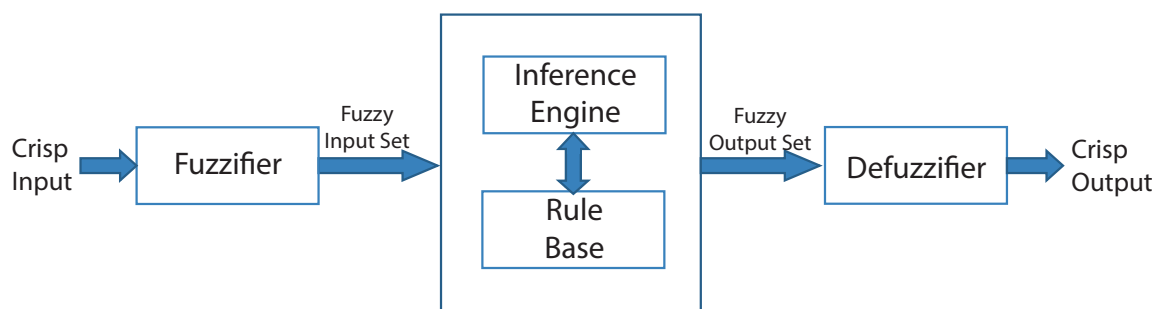 Crisp
Input
Fuzzifier
Fuzzy
Input Set
Inference
Engine
Rule
Base
Fuzzy
Output Set
Defuzzifier
Crisp
Output